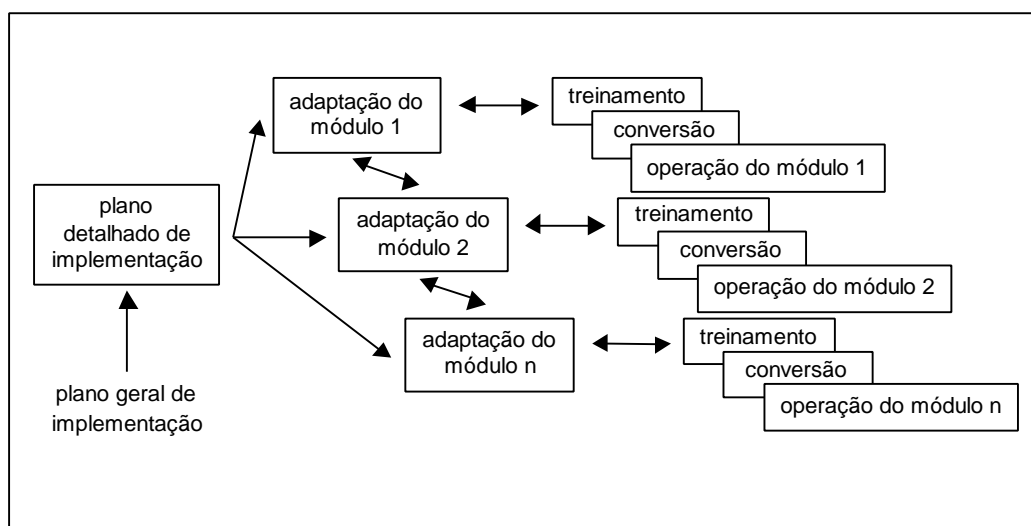 adaptação do
módulo 1
treinamento
conversão
operação do módulo 1
plano
detalhado de
implementação
adaptação do
módulo 2
treinamento
conversão
operação do módulo 2
adaptação do
módulo n
treinamento
conversão
operação do módulo n
plano geral de
implementação